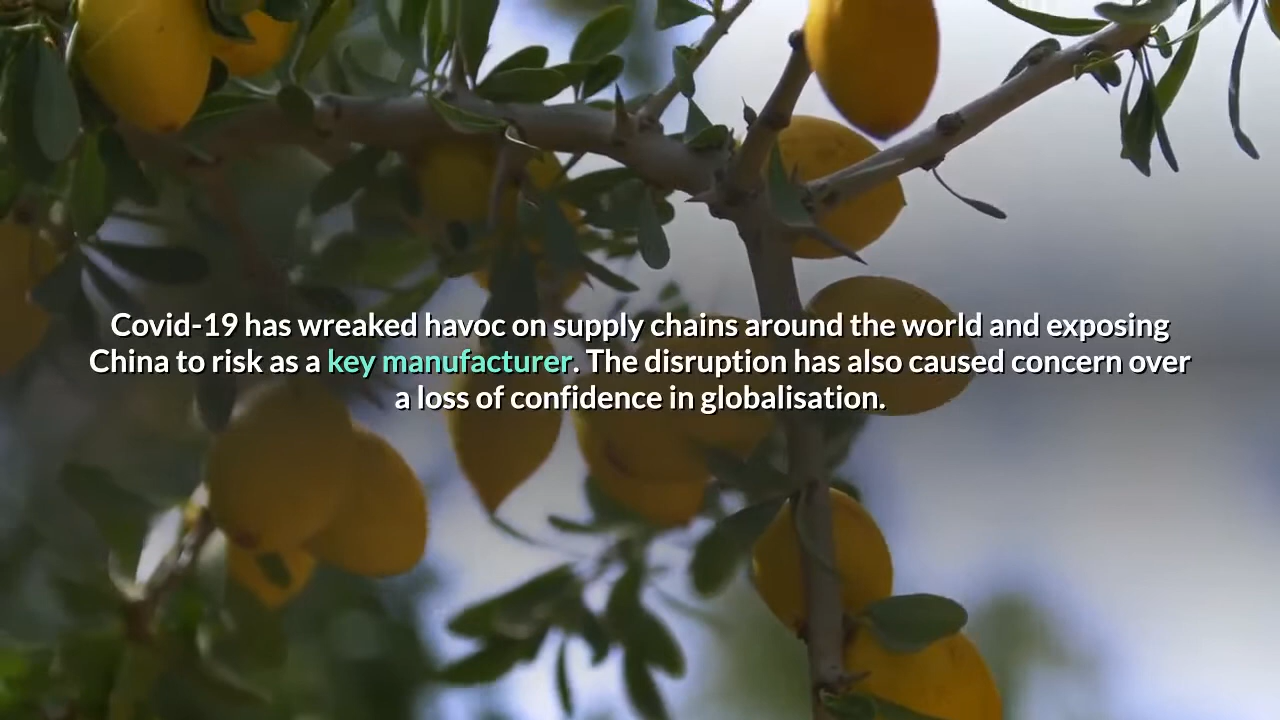 Covid-19 has wreaked havoc on supply chains around the world and exposing
China to risk as a key manufacturer. The disruption has also caused concern over
a loss of confidence in globalisation.